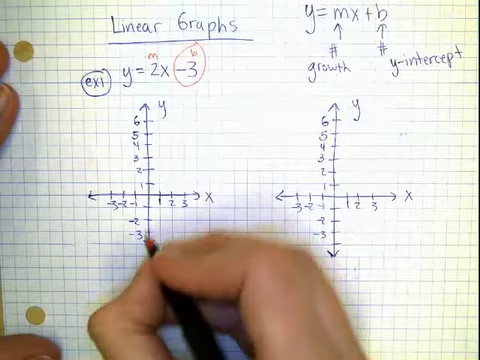 Linear Graphs
y = mx + b
# growth
# y-intercept
m b
ex1 y = 2x -3
y
6
5
4
3
2
1
-3 -2 -1 1 2 3 x
-2
-3
y
6
5
4
3
2
1
-3 -2 -1 1 2 3 x
-2
-3